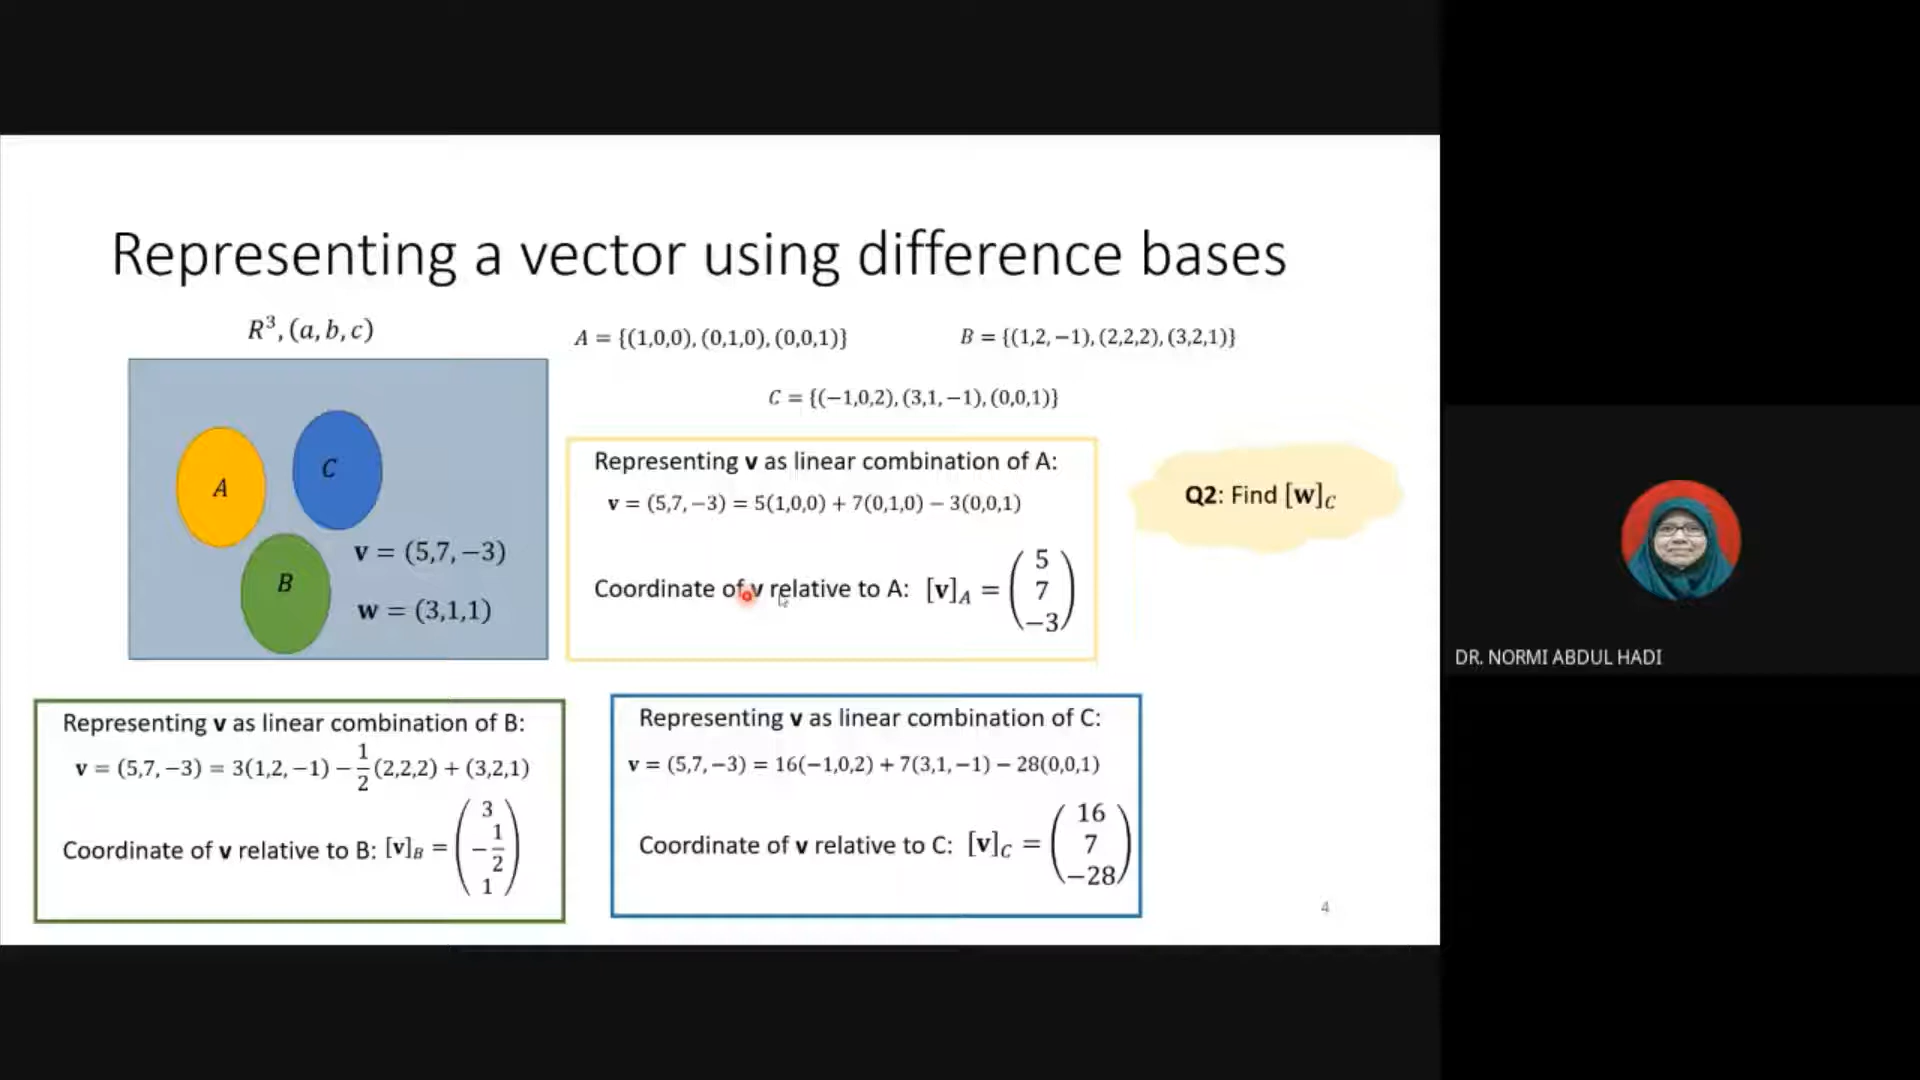 Representing a vector using difference bases
R³, (a, b, c)
A = {(1,0,0), (0,1,0), (0,0,1)}
B = {(1,2,−1), (2,2,2), (3,2,1)}
C = {(−1,0,2), (3,1,−1), (0,0,1)}
A
C
B
v = (5,7,−3)
w = (3,1,1)
Representing v as linear combination of A:
v = (5,7,−3) = 5(1,0,0) + 7(0,1,0) − 3(0,0,1)
Coordinate of v relative to A: [v]_A = (5 7 −3)
Q2: Find [w]_C
Representing v as linear combination of B:
v = (5,7,−3) = 3(1,2,−1) − 1/2 (2,2,2) + (3,2,1)
Coordinate of v relative to B: [v]_B = (3 −1/2 1)
Representing v as linear combination of C:
v = (5,7,−3) = 16(−1,0,2) + 7(3,1,−1) − 28(0,0,1)
Coordinate of v relative to C: [v]_C = (16 7 −28)
4
DR. NORMI ABDUL HADI